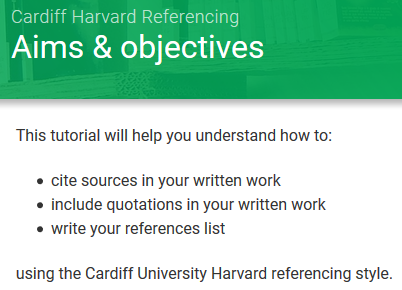 Cardiff Harvard Referencing
Aims & objectives
This tutorial will help you understand how to:
• cite sources in your written work
• include quotations in your written work
• write your references list
using the Cardiff University Harvard referencing style.